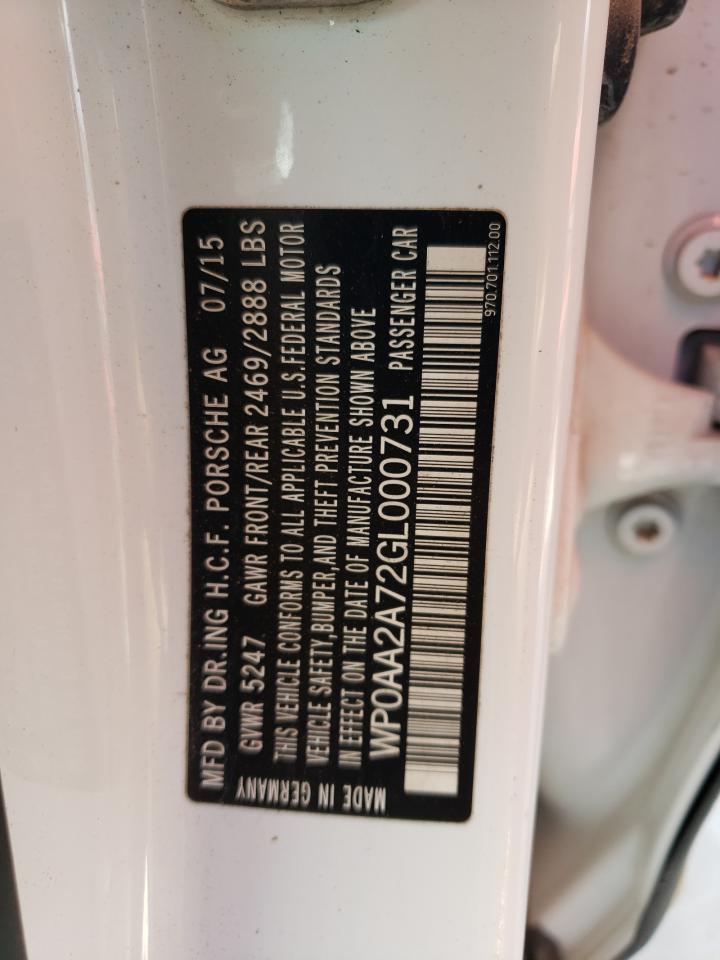 MFD BY DR.ING H.C.F. PORSCHE AG 07/15
GWR 5247 GAWR FRONT/REAR 2469/2888 LBS
THIS VEHICLE CONFORMS TO ALL APPLICABLE U.S.FEDERAL MOTOR
VEHICLE SAFETY,BUMPER,AND THEFT PREVENTION STANDARDS
IN EFFECT ON THE DATE OF MANUFACTURE SHOWN ABOVE
WP0AA2A72GL000731 PASSENGER CAR
MADE IN GERMANY
970.701.112.00